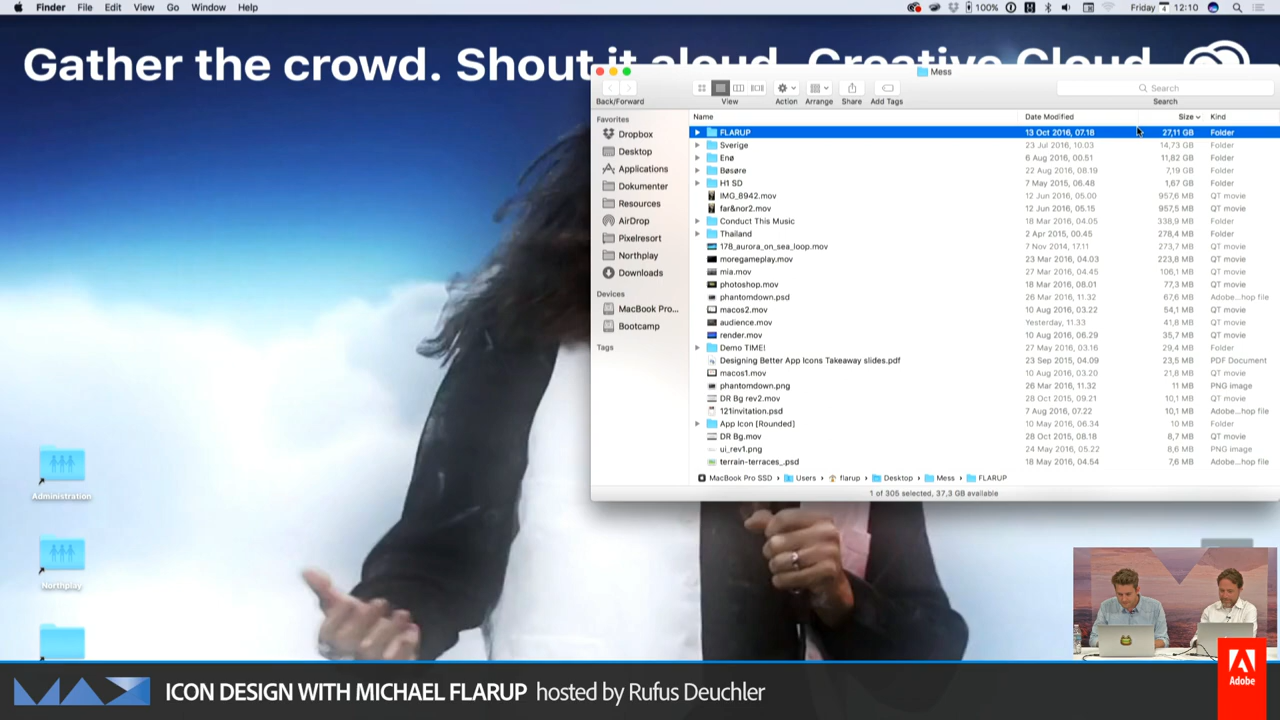 Finder File Edit View Go Window Help 100% Friday 4 12:10
Gather the crowd. Shout it aloud. Creative Cloud.
Mess
Search
Back/Forward View Action Arrange Share Add Tags Search
Favorites
Dropbox
Desktop
Applications
Dokumenter
Resources
AirDrop
Pixelresort
Northplay
Downloads
Devices
MacBook Pro...
Bootcamp
Tags
Name Date Modified Size Kind
FLARUP 13 Oct 2016, 07.18 27,11 GB Folder
Sverige 23 Jul 2016, 10.03 14,73 GB Folder
Enø 6 Aug 2016, 00.51 11,82 GB Folder
Bøsøre 22 Aug 2016, 08.19 7,19 GB Folder
H1 SD 7 May 2015, 06.48 1,67 GB Folder
IMG_8942.mov 12 Jun 2016, 05.00 957,6 MB QT movie
far&nor2.mov 12 Jun 2016, 05.15 957,5 MB QT movie
Conduct This Music 18 Mar 2016, 04.05 338,9 MB Folder
Thailand 2 Apr 2015, 00.45 278,4 MB Folder
178_aurora_on_sea_loop.mov 7 Nov 2014, 17.11 273,7 MB QT movie
moregameplay.mov 23 Mar 2016, 04.03 223,8 MB QT movie
mia.mov 27 Mar 2016, 04.45 106,1 MB QT movie
photoshop.mov 18 Mar 2016, 08.01 77,3 MB QT movie
phantomdown.psd 26 Mar 2016, 11.32 67,6 MB Adobe...hop file
macos2.mov 10 Aug 2016, 03.22 54,1 MB QT movie
audience.mov Yesterday, 11.33 41,8 MB QT movie
render.mov 10 Aug 2016, 06.29 35,7 MB QT movie
Demo TIME! 27 May 2016, 03.16 29,4 MB Folder
Designing Better App Icons Takeaway slides.pdf 23 Sep 2015, 04.09 23,5 MB PDF Document
macos1.mov 10 Aug 2016, 03.20 21,8 MB QT movie
phantomdown.png 26 Mar 2016, 11.32 11 MB PNG image
DR Bg rev2.mov 28 Oct 2015, 09.21 10,1 MB QT movie
121invitation.psd 7 Aug 2016, 07.22 10,1 MB Adobe...hop file
App Icon [Rounded] 10 May 2016, 06.34 10 MB Folder
DR Bg.mov 28 Oct 2015, 08.18 8,7 MB QT movie
ui_rev1.png 24 May 2016, 05.22 8,6 MB PNG image
terrain-terraces_.psd 18 May 2016, 04.54 7,6 MB Adobe...hop file
MacBook Pro SSD Users flarup Desktop Mess FLARUP
1 of 305 selected, 37,3 GB available
Administration
Northplay
MAX ICON DESIGN WITH MICHAEL FLARUP hosted by Rufus Deuchler
Adobe